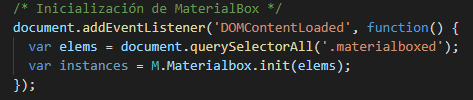 /* Inicialización de MaterialBox */
document.addEventListener('DOMContentLoaded', function() {
  var elems = document.querySelectorAll('.materialboxed');
  var instances = M.Materialbox.init(elems);
});